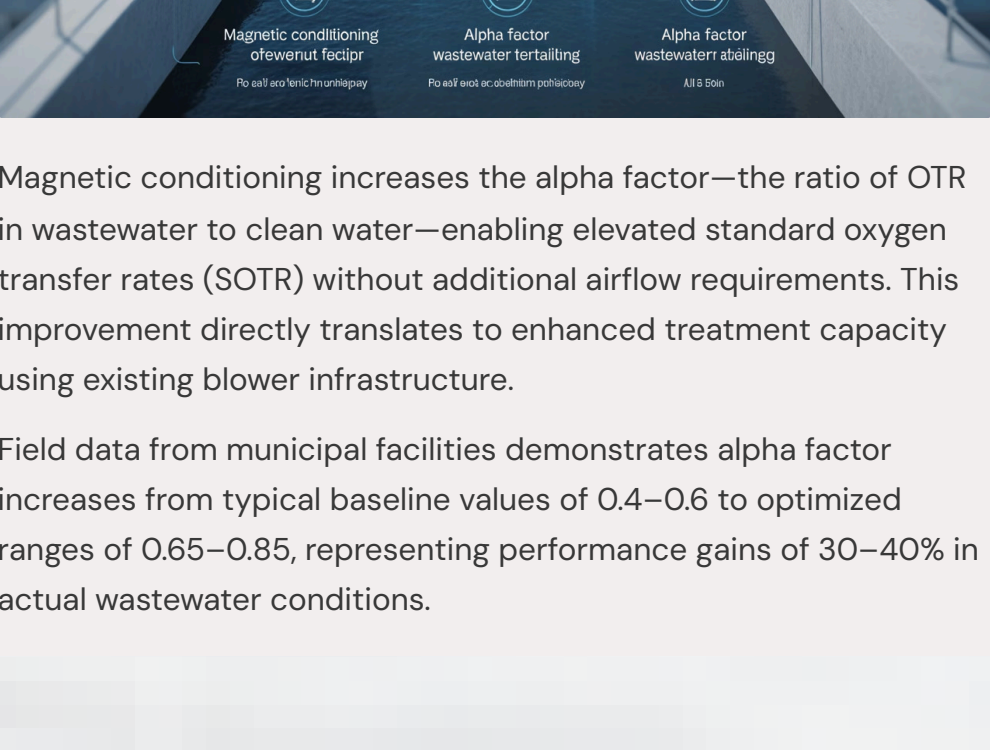 Magnetic conditioning
Alpha factor
wastewater
Alpha factor
Magnetic conditioning increases the alpha factor—the ratio of OTR
in wastewater to clean water—enabling elevated standard oxygen
transfer rates (SOTR) without additional airflow requirements. This
improvement directly translates to enhanced treatment capacity
using existing blower infrastructure.
Field data from municipal facilities demonstrates alpha factor
increases from typical baseline values of 0.4–0.6 to optimized
ranges of 0.65–0.85, representing performance gains of 30–40% in
actual wastewater conditions.